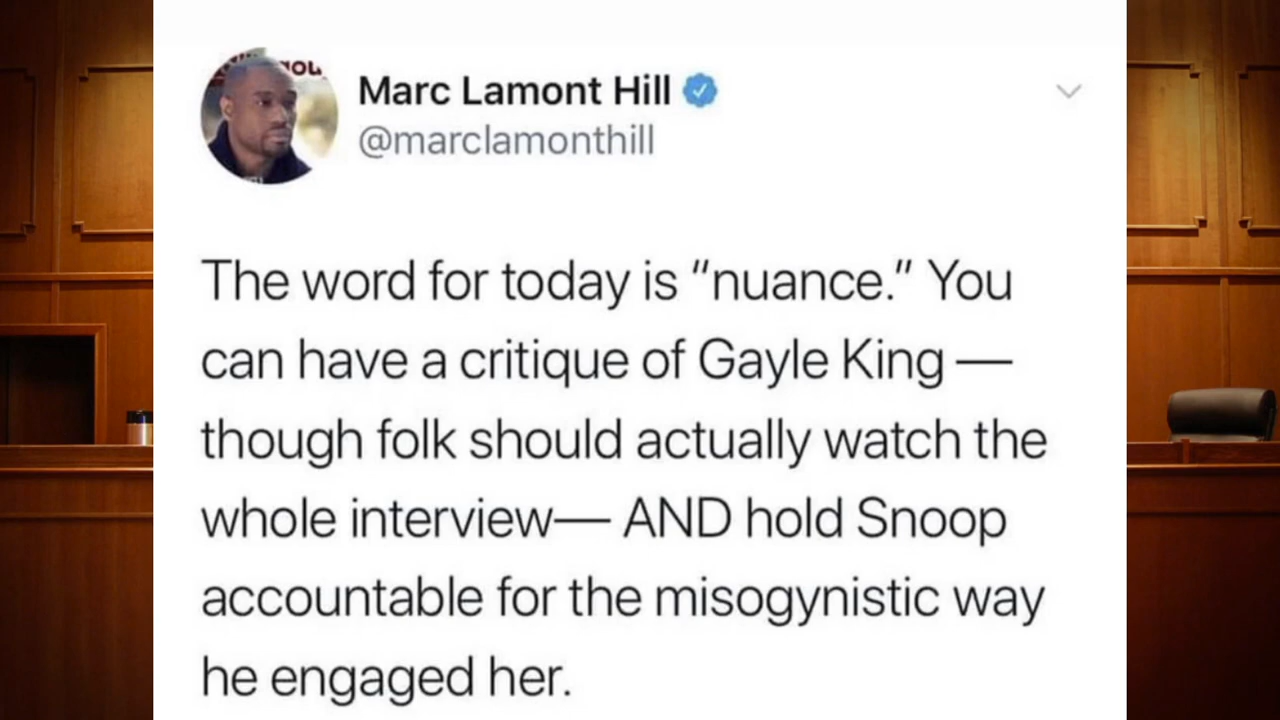 Marc Lamont Hill
@marclamonthill
The word for today is “nuance.” You
can have a critique of Gayle King —
though folk should actually watch the
whole interview— AND hold Snoop
accountable for the misogynistic way
he engaged her.